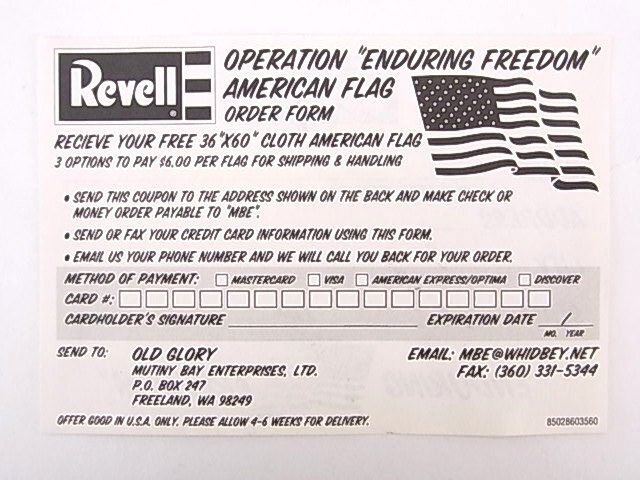 Revell®
OPERATION "ENDURING FREEDOM"
AMERICAN FLAG
ORDER FORM
RECIEVE YOUR FREE 36"X60" CLOTH AMERICAN FLAG
3 OPTIONS TO PAY $6.00 PER FLAG FOR SHIPPING & HANDLING
• SEND THIS COUPON TO THE ADDRESS SHOWN ON THE BACK AND MAKE CHECK OR
MONEY ORDER PAYABLE TO "MBE".
• SEND OR FAX YOUR CREDIT CARD INFORMATION USING THIS FORM.
• EMAIL US YOUR PHONE NUMBER AND WE WILL CALL YOU BACK FOR YOUR ORDER.
METHOD OF PAYMENT: □ MASTERCARD □ VISA □ AMERICAN EXPRESS/OPTIMA □ DISCOVER
CARD #:
CARDHOLDER'S SIGNATURE EXPIRATION DATE /
MO. YEAR
SEND TO: OLD GLORY
MUTINY BAY ENTERPRISES, LTD.
P.O. BOX 247
FREELAND, WA 98249
EMAIL: MBE@WHIDBEY.NET
FAX: (360) 331-5344
OFFER GOOD IN U.S.A. ONLY. PLEASE ALLOW 4-6 WEEKS FOR DELIVERY.
85028603560